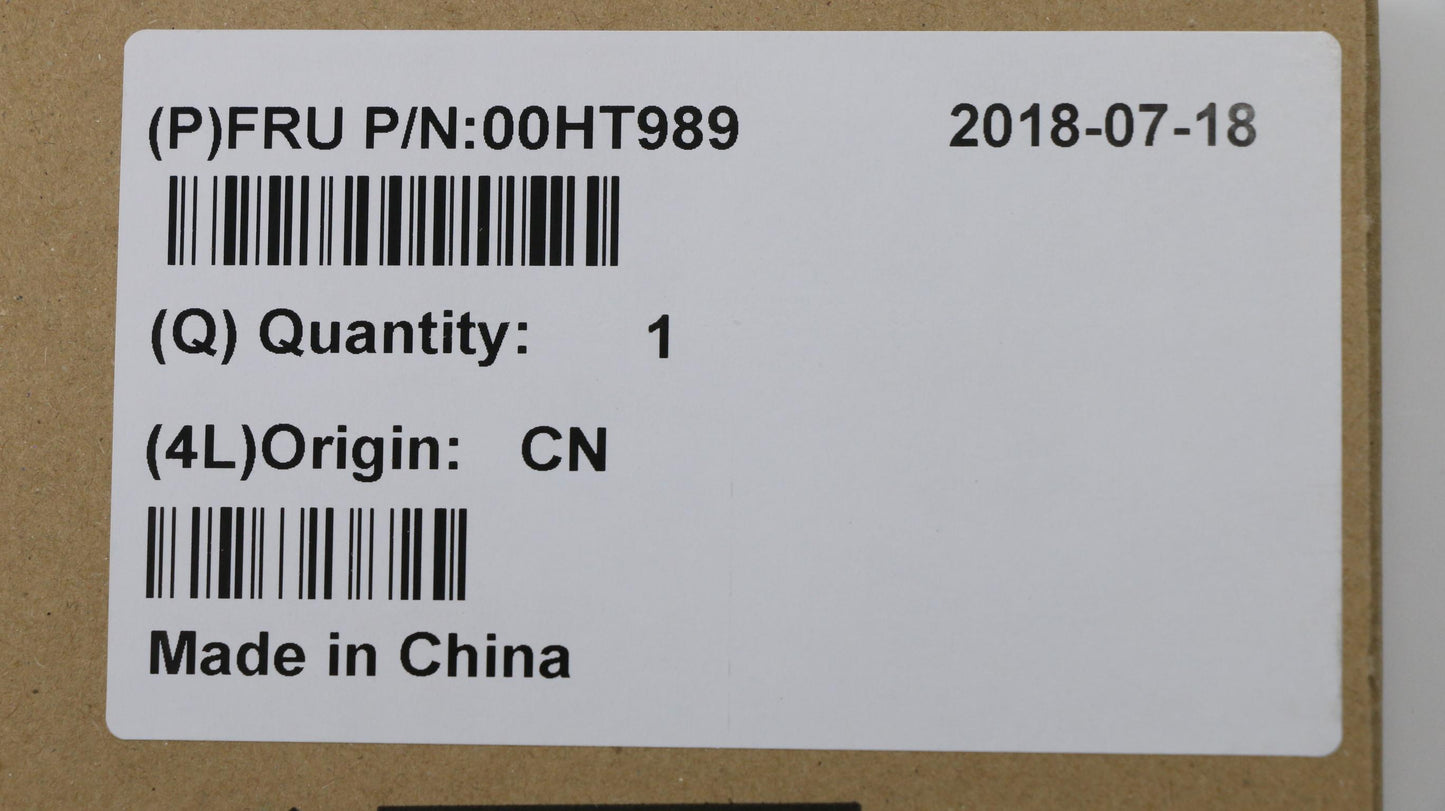 (P)FRU P/N:00HT989 2018-07-18
(Q) Quantity: 1
(4L)Origin: CN
Made in China